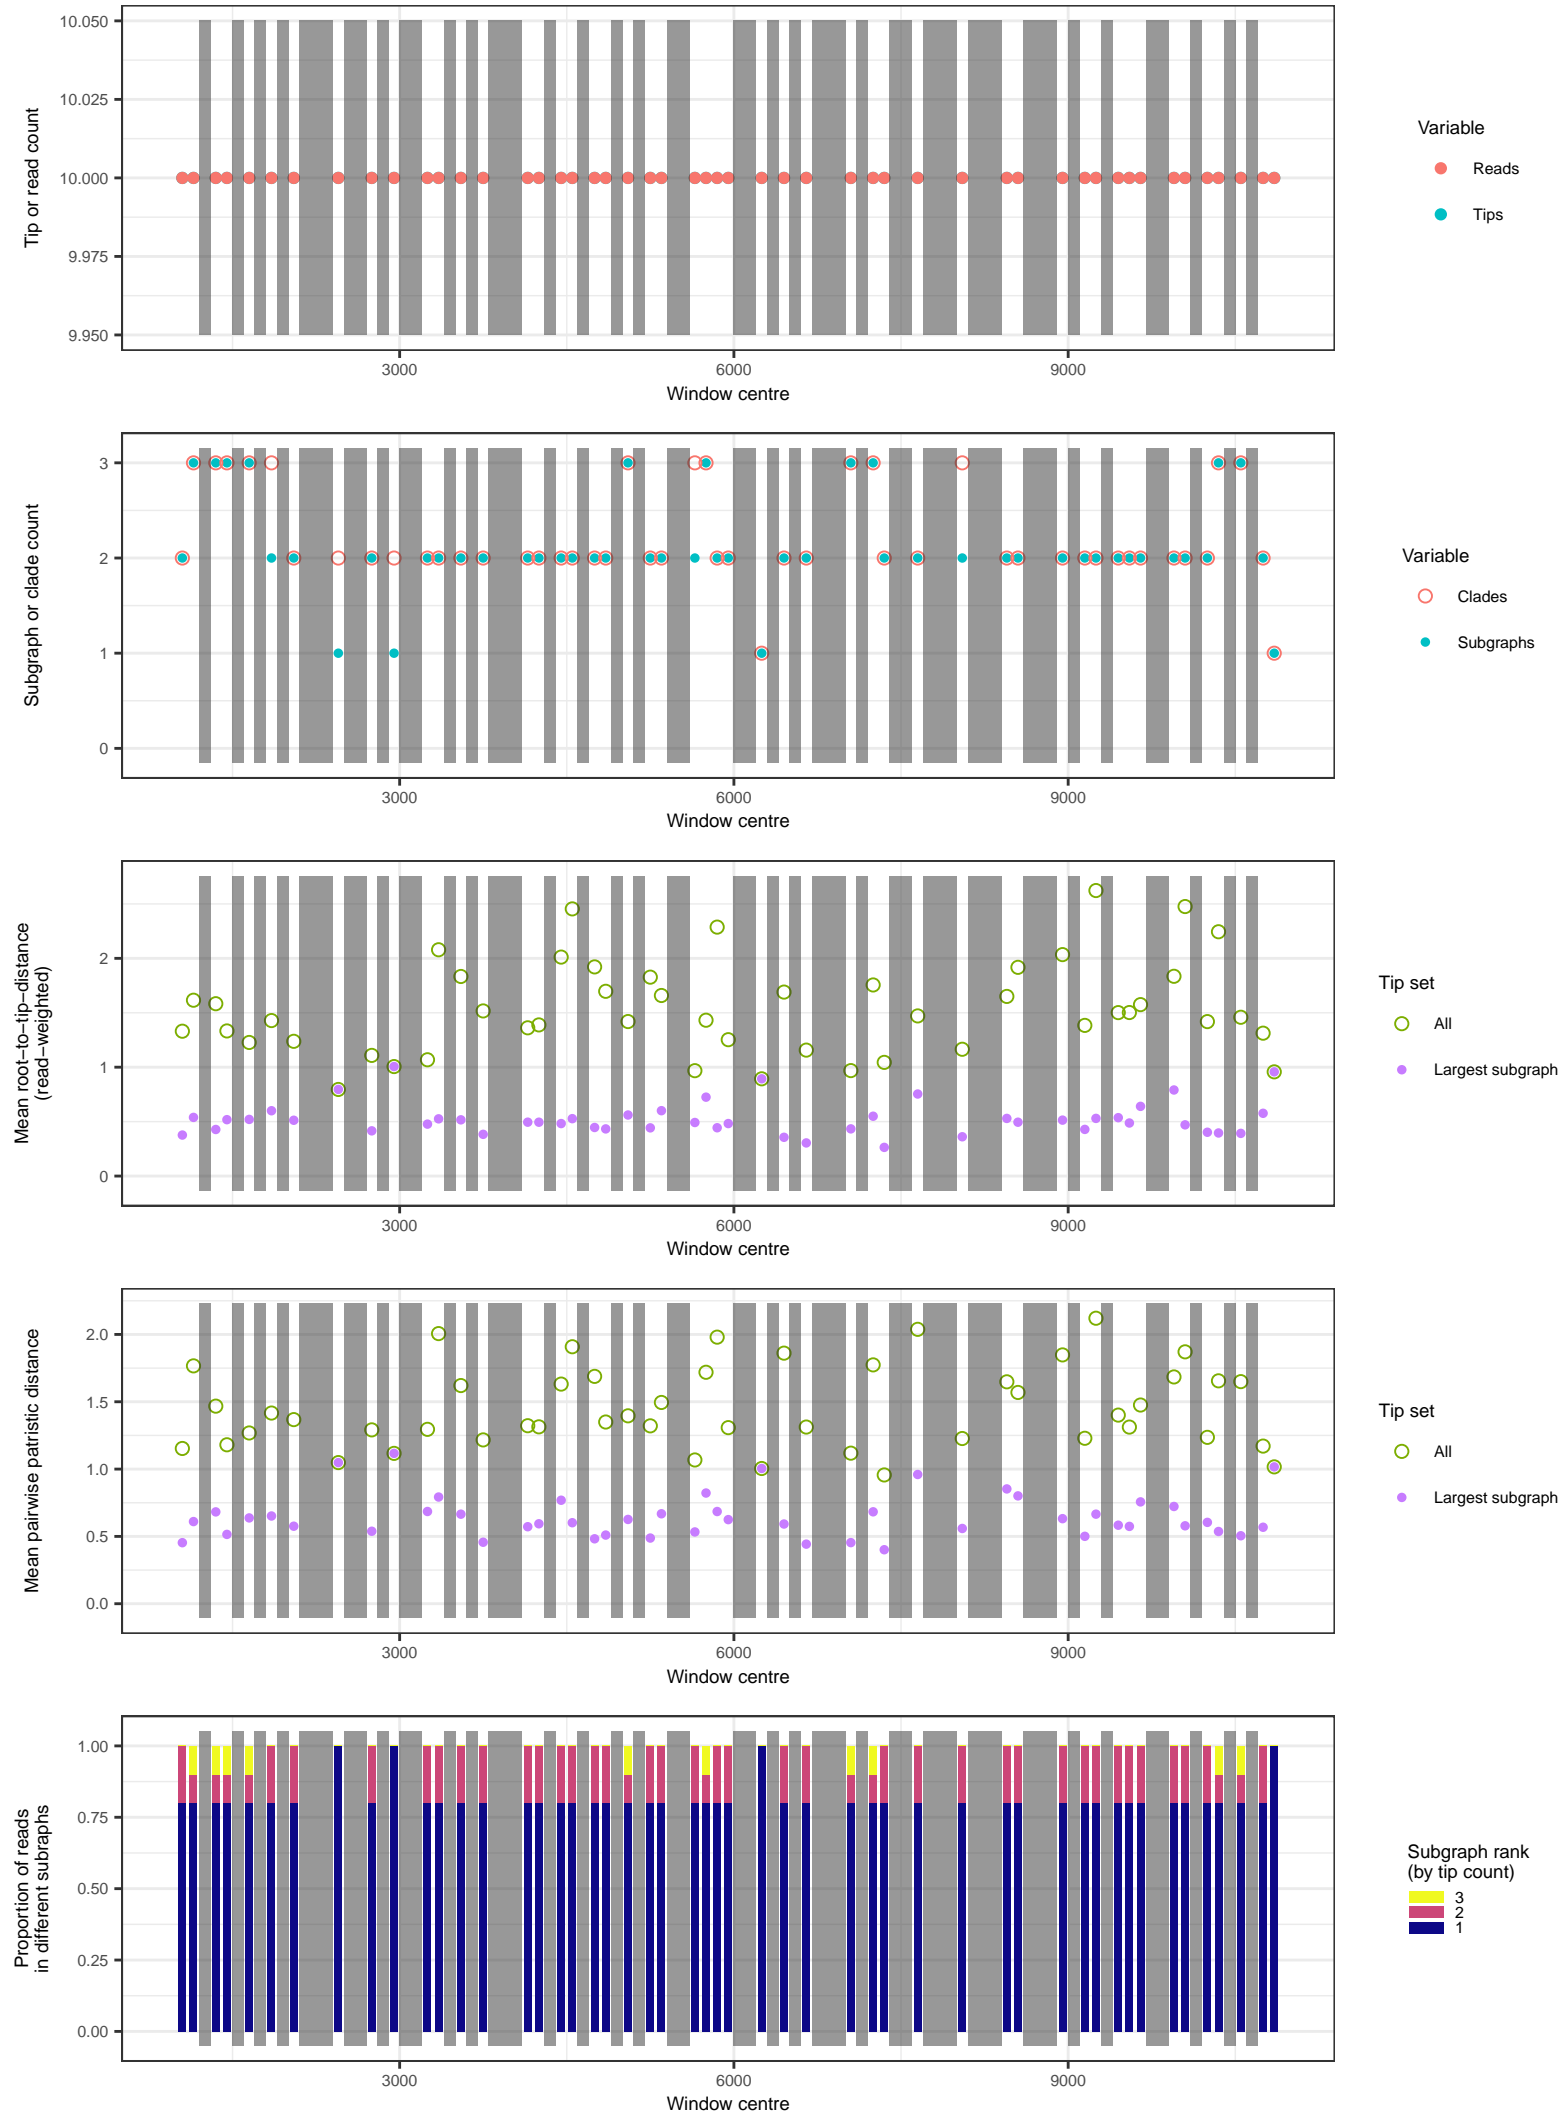 10.050
10.025
10.000
9.975
9.950
Tip or read count
3000
6000
9000
Window centre
Variable
Reads
Tips
3
2
1
0
Subgraph or clade count
3000
6000
9000
Window centre
Variable
Clades
Subgraphs
2
1
0
Mean root−to−tip−distance
(read−weighted)
3000
6000
9000
Window centre
Tip set
All
Largest subgraph
2.0
1.5
1.0
0.5
0.0
Mean pairwise patristic distance
3000
6000
9000
Window centre
Tip set
All
Largest subgraph
1.00
0.75
0.50
0.25
0.00
Proportion of reads
in different subraphs
3000
6000
9000
Window centre
Subgraph rank
(by tip count)
3
2
1